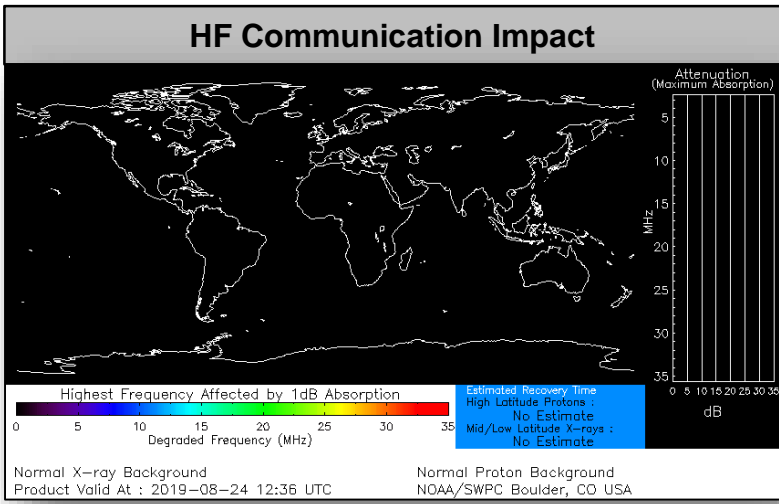 HF Communication Impact
Attenuation
(Maximum Absorption)
5
10
15
20
25
30
35
MHz
0 5 10 15 20 25 30 35
dB
Highest Frequency Affected by 1dB Absorption
0 5 10 15 20 25 30 35
Degraded Frequency (MHz)
Estimated Recovery Time
High Latitude Protons :
No Estimate
Mid/Low Latitude X-rays :
No Estimate
Normal X-ray Background
Product Valid At : 2019-08-24 12:36 UTC
Normal Proton Background
NOAA/SWPC Boulder, CO USA